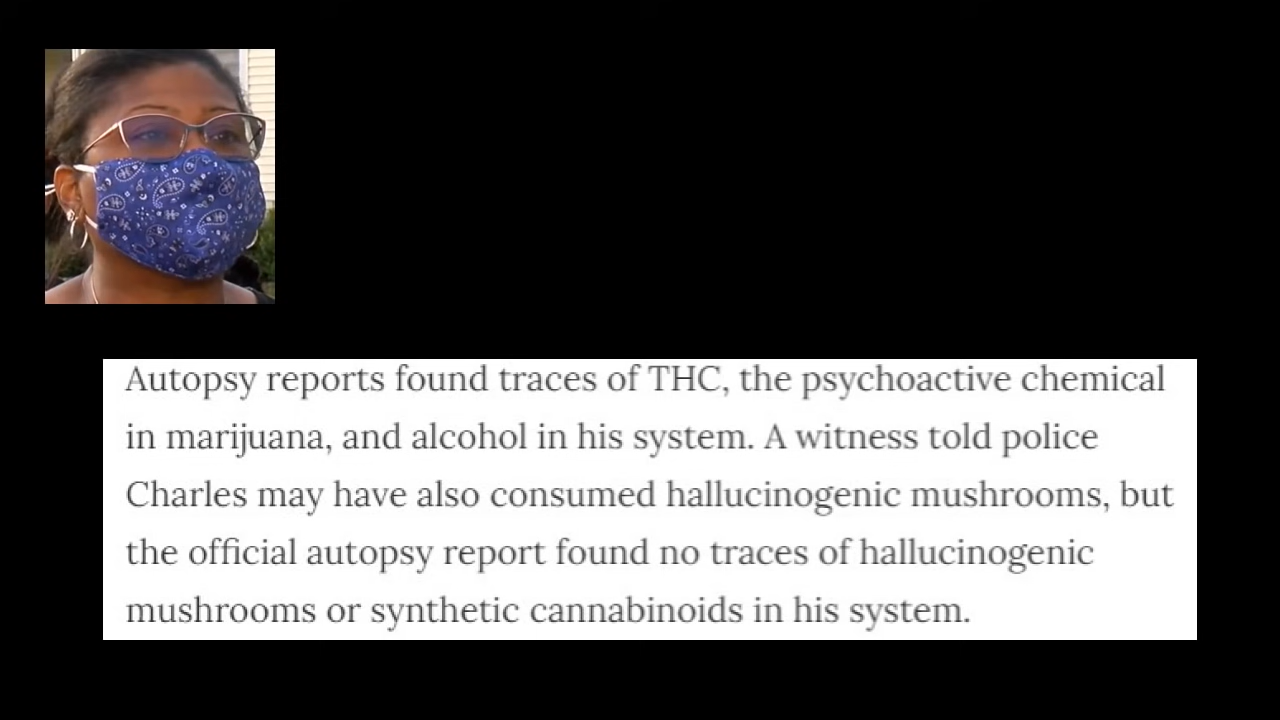 Autopsy reports found traces of THC, the psychoactive chemical
in marijuana, and alcohol in his system. A witness told police
Charles may have also consumed hallucinogenic mushrooms, but
the official autopsy report found no traces of hallucinogenic
mushrooms or synthetic cannabinoids in his system.